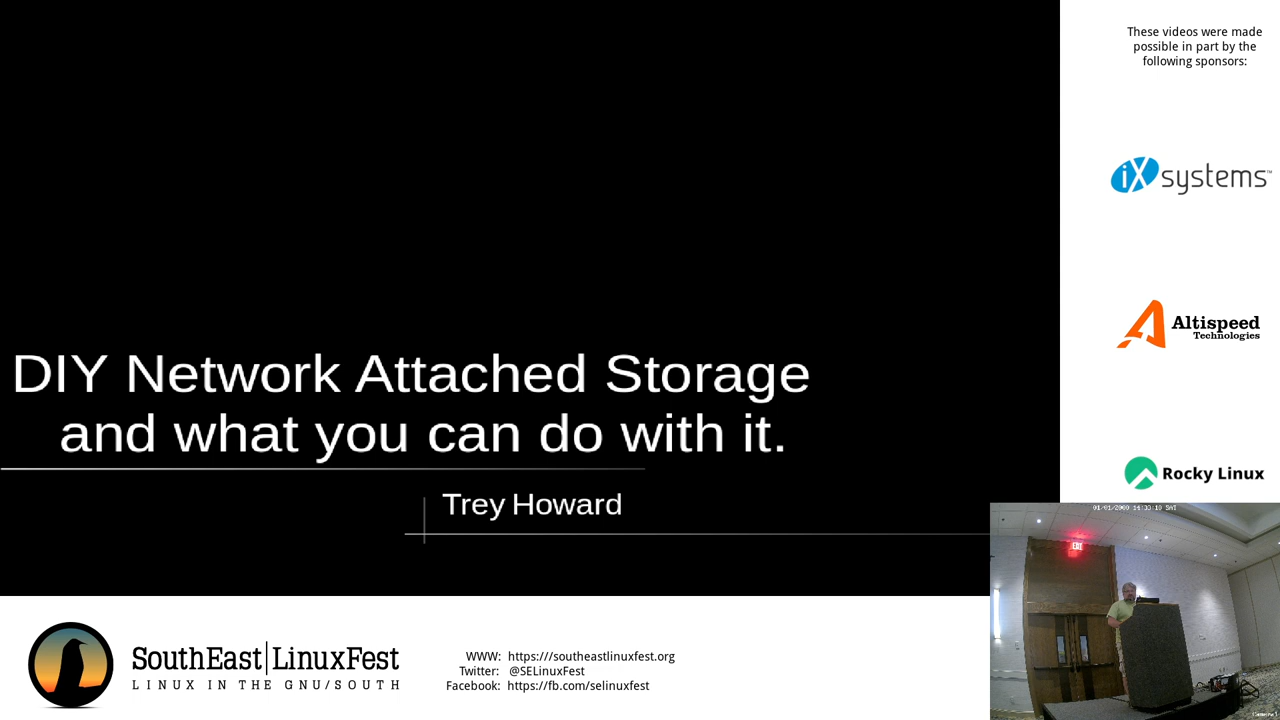 These videos were made
possible in part by the
following sponsors:
iX systems™
Altispeed
Technologies
Rocky Linux
DIY Network Attached Storage
and what you can do with it.
Trey Howard
EXIT
SouthEast|LinuxFest
LINUX IN THE GNU/SOUTH
WWW: https:///southeastlinuxfest.org
Twitter: @SELinuxFest
Facebook: https://fb.com/selinuxfest